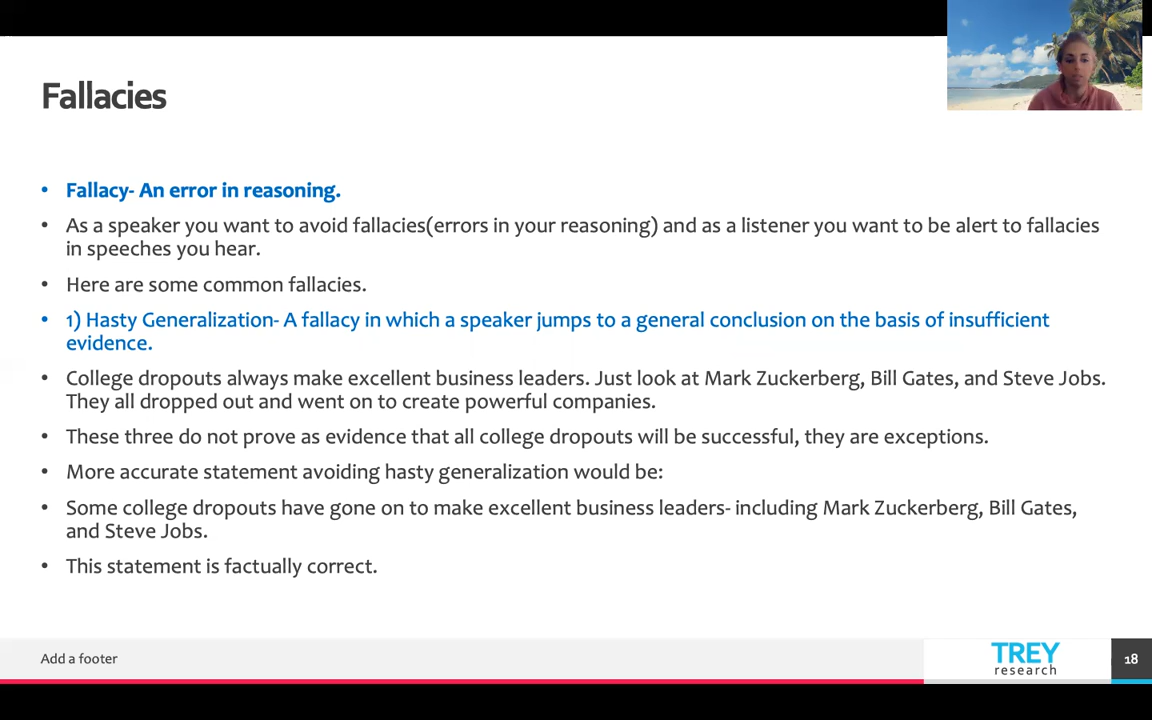 Fallacies
• Fallacy- An error in reasoning.
• As a speaker you want to avoid fallacies(errors in your reasoning) and as a listener you want to be alert to fallacies
in speeches you hear.
• Here are some common fallacies.
• 1) Hasty Generalization- A fallacy in which a speaker jumps to a general conclusion on the basis of insufficient
evidence.
• College dropouts always make excellent business leaders. Just look at Mark Zuckerberg, Bill Gates, and Steve Jobs.
They all dropped out and went on to create powerful companies.
• These three do not prove as evidence that all college dropouts will be successful, they are exceptions.
• More accurate statement avoiding hasty generalization would be:
• Some college dropouts have gone on to make excellent business leaders- including Mark Zuckerberg, Bill Gates,
and Steve Jobs.
• This statement is factually correct.
Add a footer
TREY
research
18